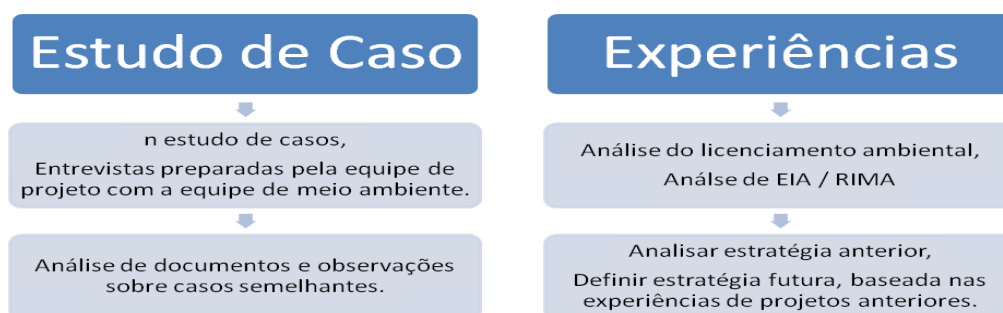 Estudo de Caso
n estudo de casos,
Entrevistas preparadas pela equipe de
projeto com a equipe de meio ambiente.
Análise de documentos e observações
sobre casos semelhantes.
Experiências
Análise do licenciamento ambiental,
Análse de EIA / RIMA
Analisar estratégia anterior,
Definir estratégia futura, baseada nas
experiências de projetos anteriores.